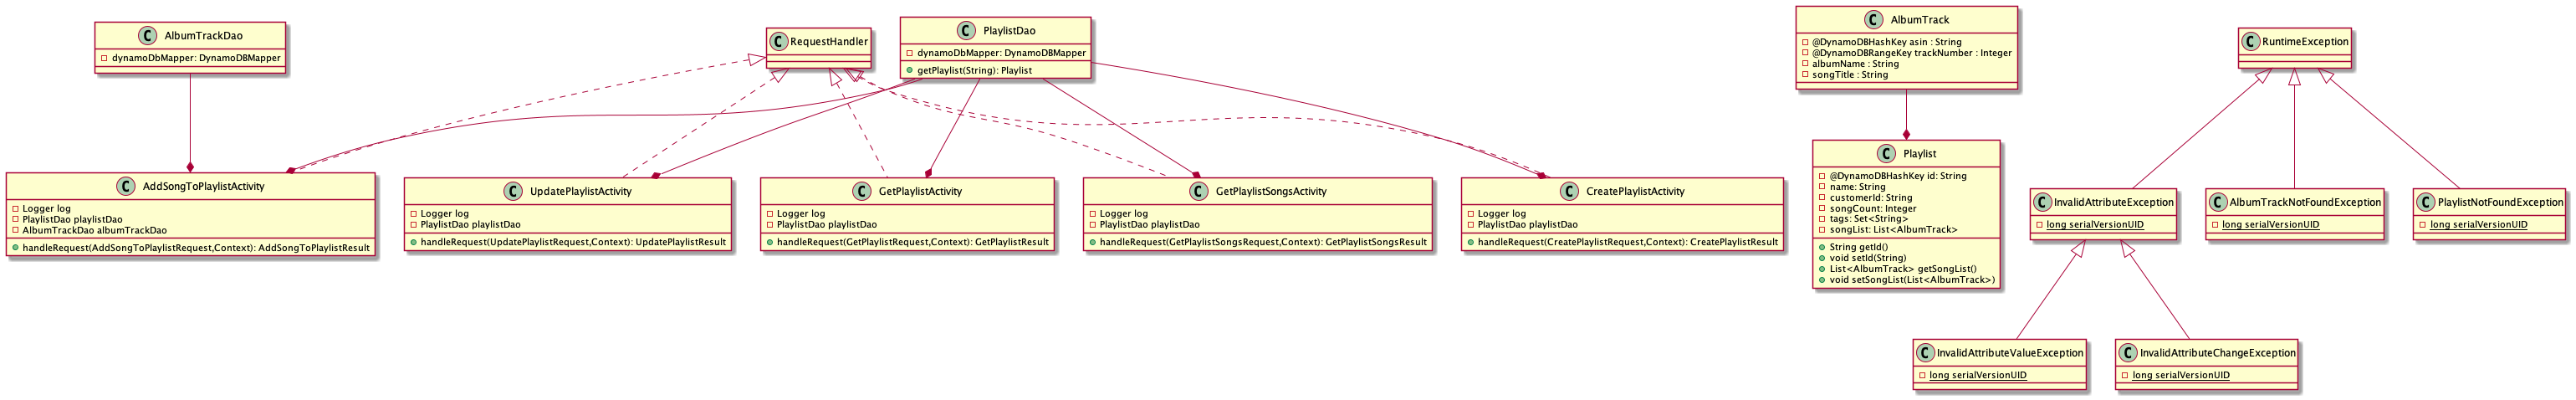 C AlbumTrackDao
dynamoDbMapper: DynamoDBMapper
C RequestHandler
C PlaylistDao
dynamoDbMapper: DynamoDBMapper
getPlaylist(String): Playlist
C AlbumTrack
@DynamoDBHashKey asin : String
@DynamoDBRangeKey trackNumber : Integer
albumName : String
songTitle : String
C RuntimeException
C AddSongToPlaylistActivity
Logger log
PlaylistDao playlistDao
AlbumTrackDao albumTrackDao
handleRequest(AddSongToPlaylistRequest,Context): AddSongToPlaylistResult
C UpdatePlaylistActivity
Logger log
PlaylistDao playlistDao
handleRequest(UpdatePlaylistRequest,Context): UpdatePlaylistResult
C GetPlaylistActivity
Logger log
PlaylistDao playlistDao
handleRequest(GetPlaylistRequest,Context): GetPlaylistResult
C GetPlaylistSongsActivity
Logger log
PlaylistDao playlistDao
handleRequest(GetPlaylistSongsRequest,Context): GetPlaylistSongsResult
C CreatePlaylistActivity
Logger log
PlaylistDao playlistDao
handleRequest(CreatePlaylistRequest,Context): CreatePlaylistResult
C Playlist
@DynamoDBHashKey id: String
name: String
customerId: String
songCount: Integer
tags: Set<String>
songList: List<AlbumTrack>
String getId()
void setId(String)
List<AlbumTrack> getSongList()
void setSongList(List<AlbumTrack>)
C InvalidAttributeException
long serialVersionUID
C AlbumTrackNotFoundException
long serialVersionUID
C PlaylistNotFoundException
long serialVersionUID
C InvalidAttributeValueException
long serialVersionUID
C InvalidAttributeChangeException
long serialVersionUID